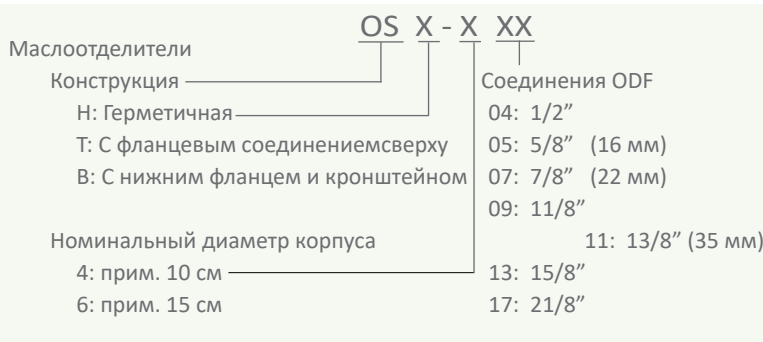 OS X - X XX
Маслоотделители
Конструкция
Соединения ODF
H: Герметичная
04: 1/2”
T: С фланцевым соединениемсверху
05: 5/8” (16 мм)
B: С нижним фланцем и кронштейном
07: 7/8” (22 мм)
09: 11/8”
Номинальный диаметр корпуса
11: 13/8” (35 мм)
4: прим. 10 см
13: 15/8”
6: прим. 15 см
17: 21/8”